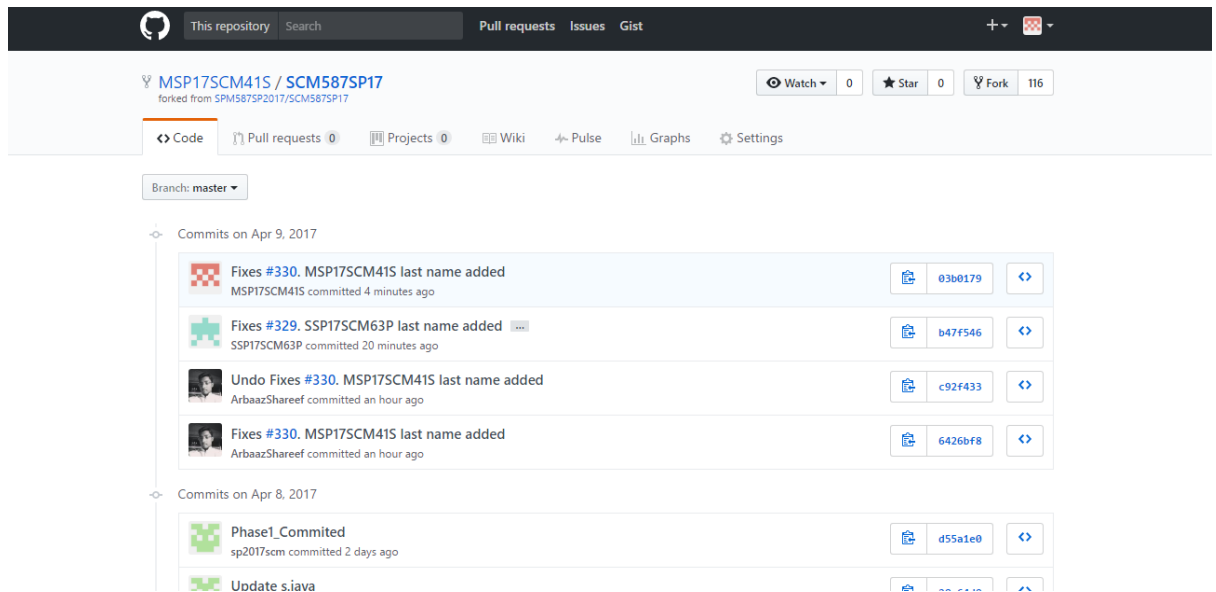 This repository Search Pull requests Issues Gist
MSP17SCM41S / SCM587SP17
forked from SPM587SP2017/SCM587SP17
Watch 0 Star 0 Fork 116
Code Pull requests 0 Projects 0 Wiki Pulse Graphs Settings
Branch: master
Commits on Apr 9, 2017
Fixes #330. MSP17SCM41S last name added
MSP17SCM41S committed 4 minutes ago
03b0179
Fixes #329. SSP17SCM63P last name added ...
SSP17SCM63P committed 20 minutes ago
b47f546
Undo Fixes #330. MSP17SCM41S last name added
ArbaazShareef committed an hour ago
c92f433
Fixes #330. MSP17SCM41S last name added
ArbaazShareef committed an hour ago
6426bf8
Commits on Apr 8, 2017
Phase1_Commited
sp2017scm committed 2 days ago
d55a1e0
Update s.java